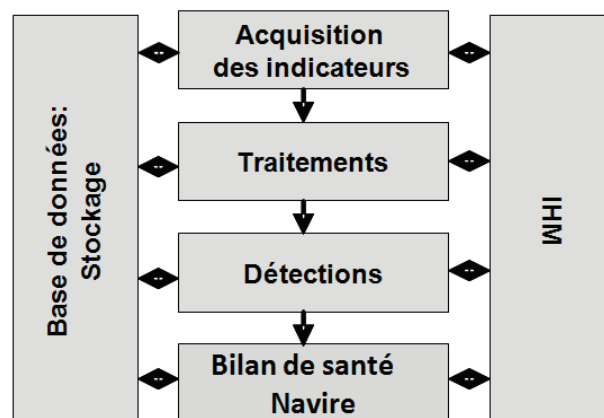 Base de données:
Stockage
Acquisition
des indicateurs
Traitements
Détections
Bilan de santé
Navire
IHM